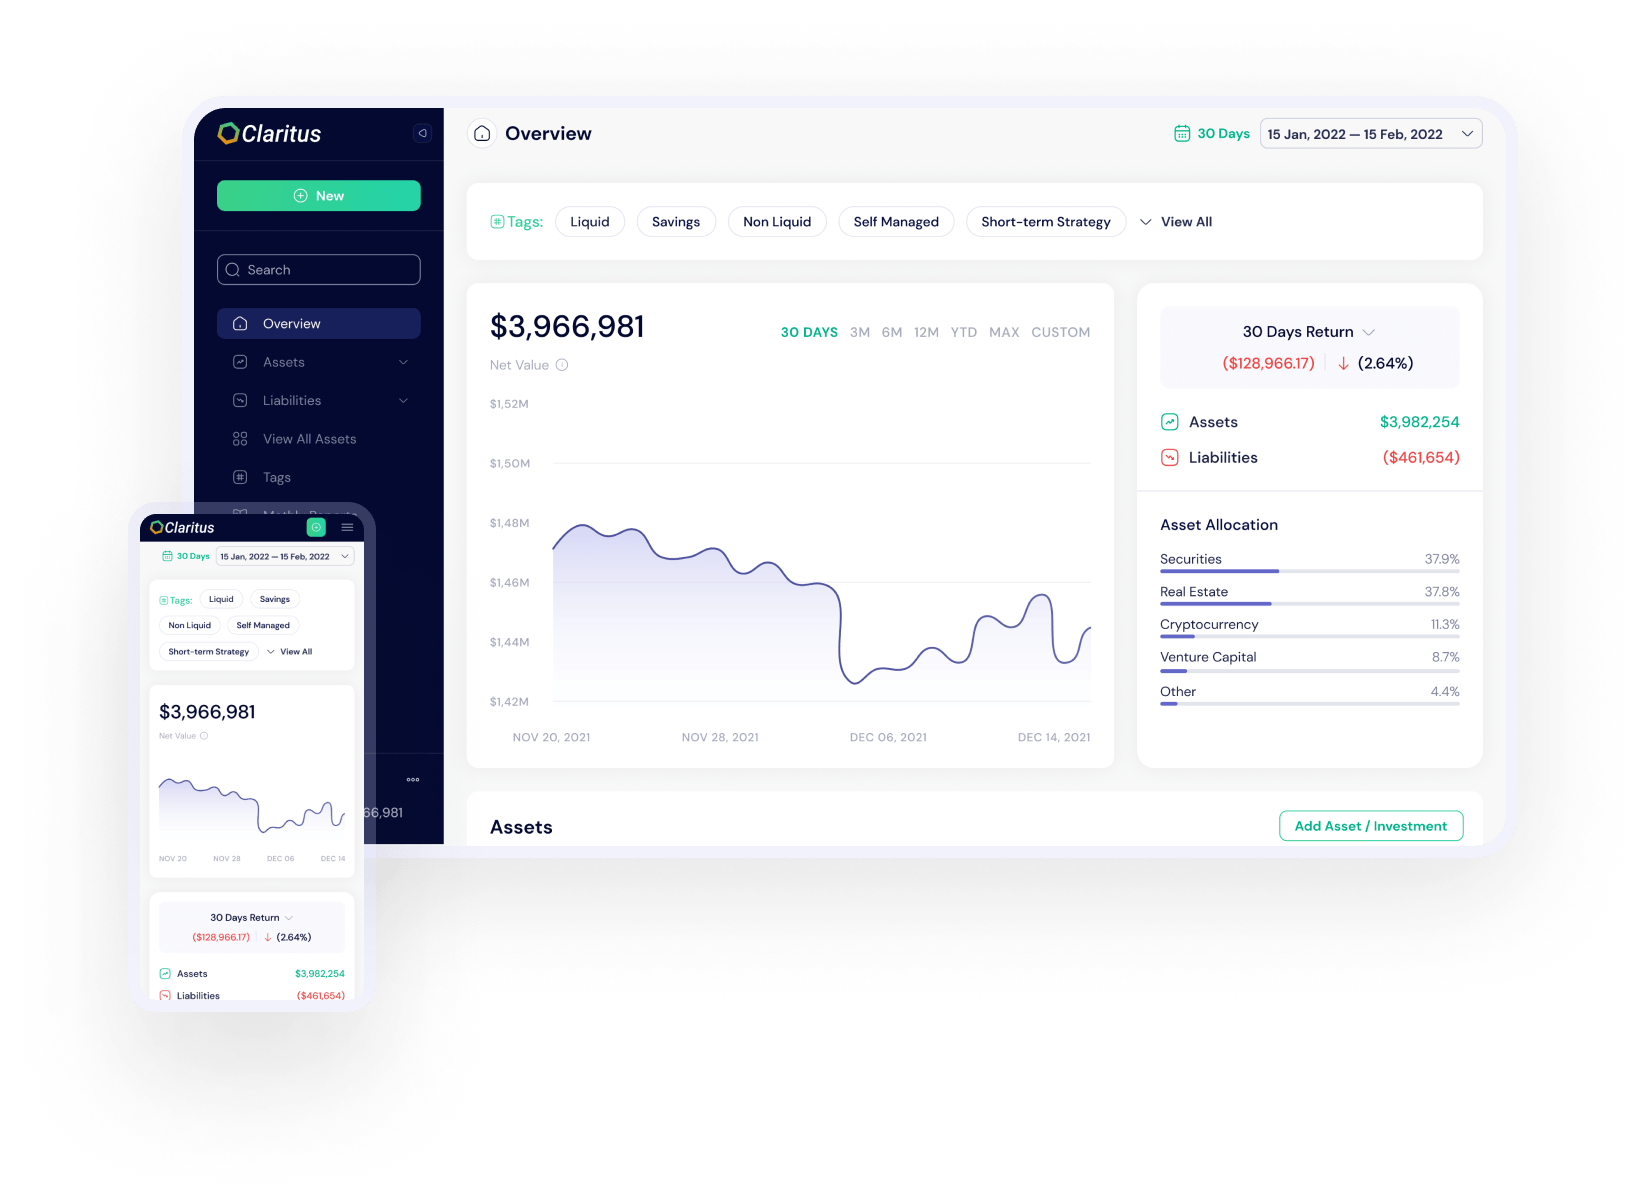 Claritus
New
Search
Overview
Assets
Liabilities
View All Assets
Tags
66,981
Overview
30 Days
15 Jan, 2022 — 15 Feb, 2022
Tags: Liquid Savings Non Liquid Self Managed Short-term Strategy View All
$3,966,981
30 DAYS 3M 6M 12M YTD MAX CUSTOM
Net Value
$1,52M
$1,50M
$1,48M
$1,46M
$1,44M
$1,42M
NOV 20, 2021 NOV 28, 2021 DEC 06, 2021 DEC 14, 2021
30 Days Return
($128,966.17) (2.64%)
Assets $3,982,254
Liabilities ($461,654)
Asset Allocation
Securities 37.9%
Real Estate 37.8%
Cryptocurrency 11.3%
Venture Capital 8.7%
Other 4.4%
Assets
Add Asset / Investment
Claritus
30 Days 15 Jan, 2022 — 15 Feb, 2022
Tags: Liquid Savings
Non Liquid Self Managed
Short-term Strategy View All
$3,966,981
Net Value
NOV 20 NOV 28 DEC 06 DEC 14
30 Days Return
($128,966.17) (2.64%)
Assets $3,982,254
Liabilities ($461,654)